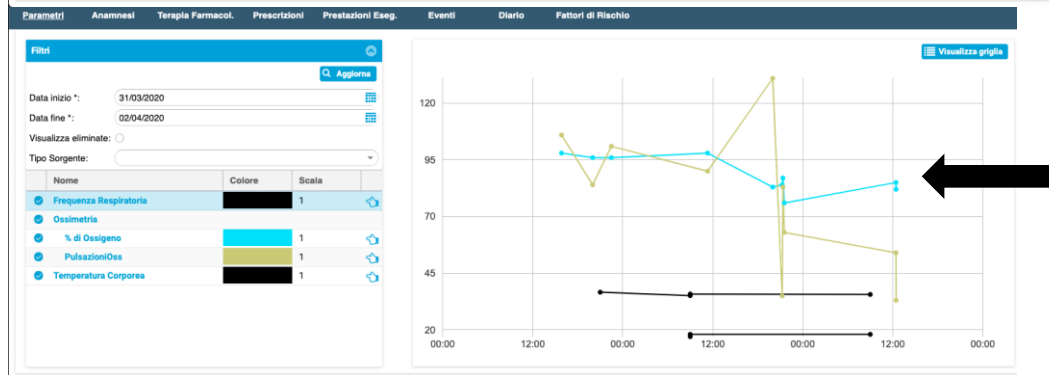 Parametri Anamnesi Terapia Farmacol. Prescrizioni Prestazioni Eseg. Eventi Diario Fattori di Rischio
Filtri
Aggiorna
Data inizio *: 31/03/2020
Data fine *: 02/04/2020
Visualizza eliminate:
Tipo Sorgente:
Nome Colore Scala
Frequenza Respiratoria 1
Ossimetria
% di Ossigeno 1
PulsazioniOss 1
Temperatura Corporea 1
Visualizza griglia
120
95
70
45
20
00:00 12:00 00:00 12:00 00:00 12:00 00:00